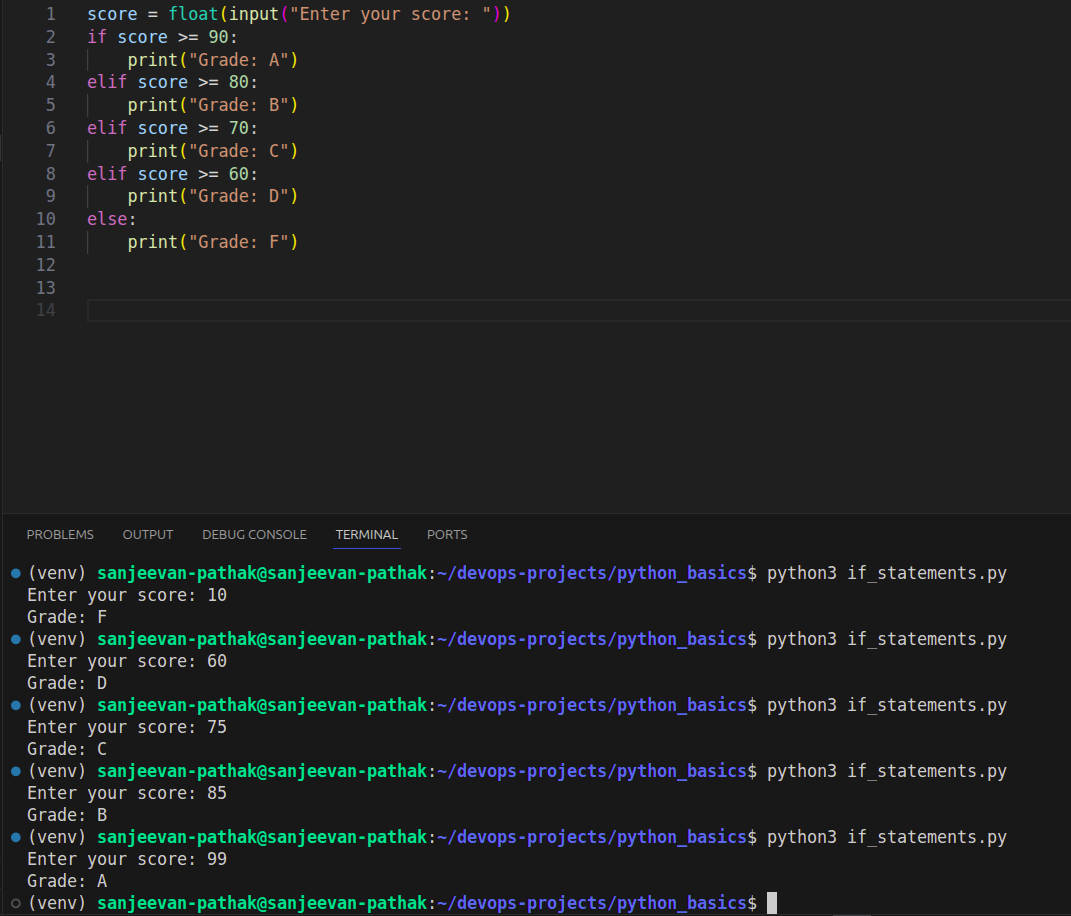 1 score = float(input("Enter your score: "))
2 if score >= 90:
3     print("Grade: A")
4 elif score >= 80:
5     print("Grade: B")
6 elif score >= 70:
7     print("Grade: C")
8 elif score >= 60:
9     print("Grade: D")
10 else:
11     print("Grade: F")
12
13
14
PROBLEMS OUTPUT DEBUG CONSOLE TERMINAL PORTS
(venv) sanjeevan-pathak@sanjeevan-pathak:~/devops-projects/python_basics$ python3 if_statements.py
Enter your score: 10
Grade: F
(venv) sanjeevan-pathak@sanjeevan-pathak:~/devops-projects/python_basics$ python3 if_statements.py
Enter your score: 60
Grade: D
(venv) sanjeevan-pathak@sanjeevan-pathak:~/devops-projects/python_basics$ python3 if_statements.py
Enter your score: 75
Grade: C
(venv) sanjeevan-pathak@sanjeevan-pathak:~/devops-projects/python_basics$ python3 if_statements.py
Enter your score: 85
Grade: B
(venv) sanjeevan-pathak@sanjeevan-pathak:~/devops-projects/python_basics$ python3 if_statements.py
Enter your score: 99
Grade: A
(venv) sanjeevan-pathak@sanjeevan-pathak:~/devops-projects/python_basics$